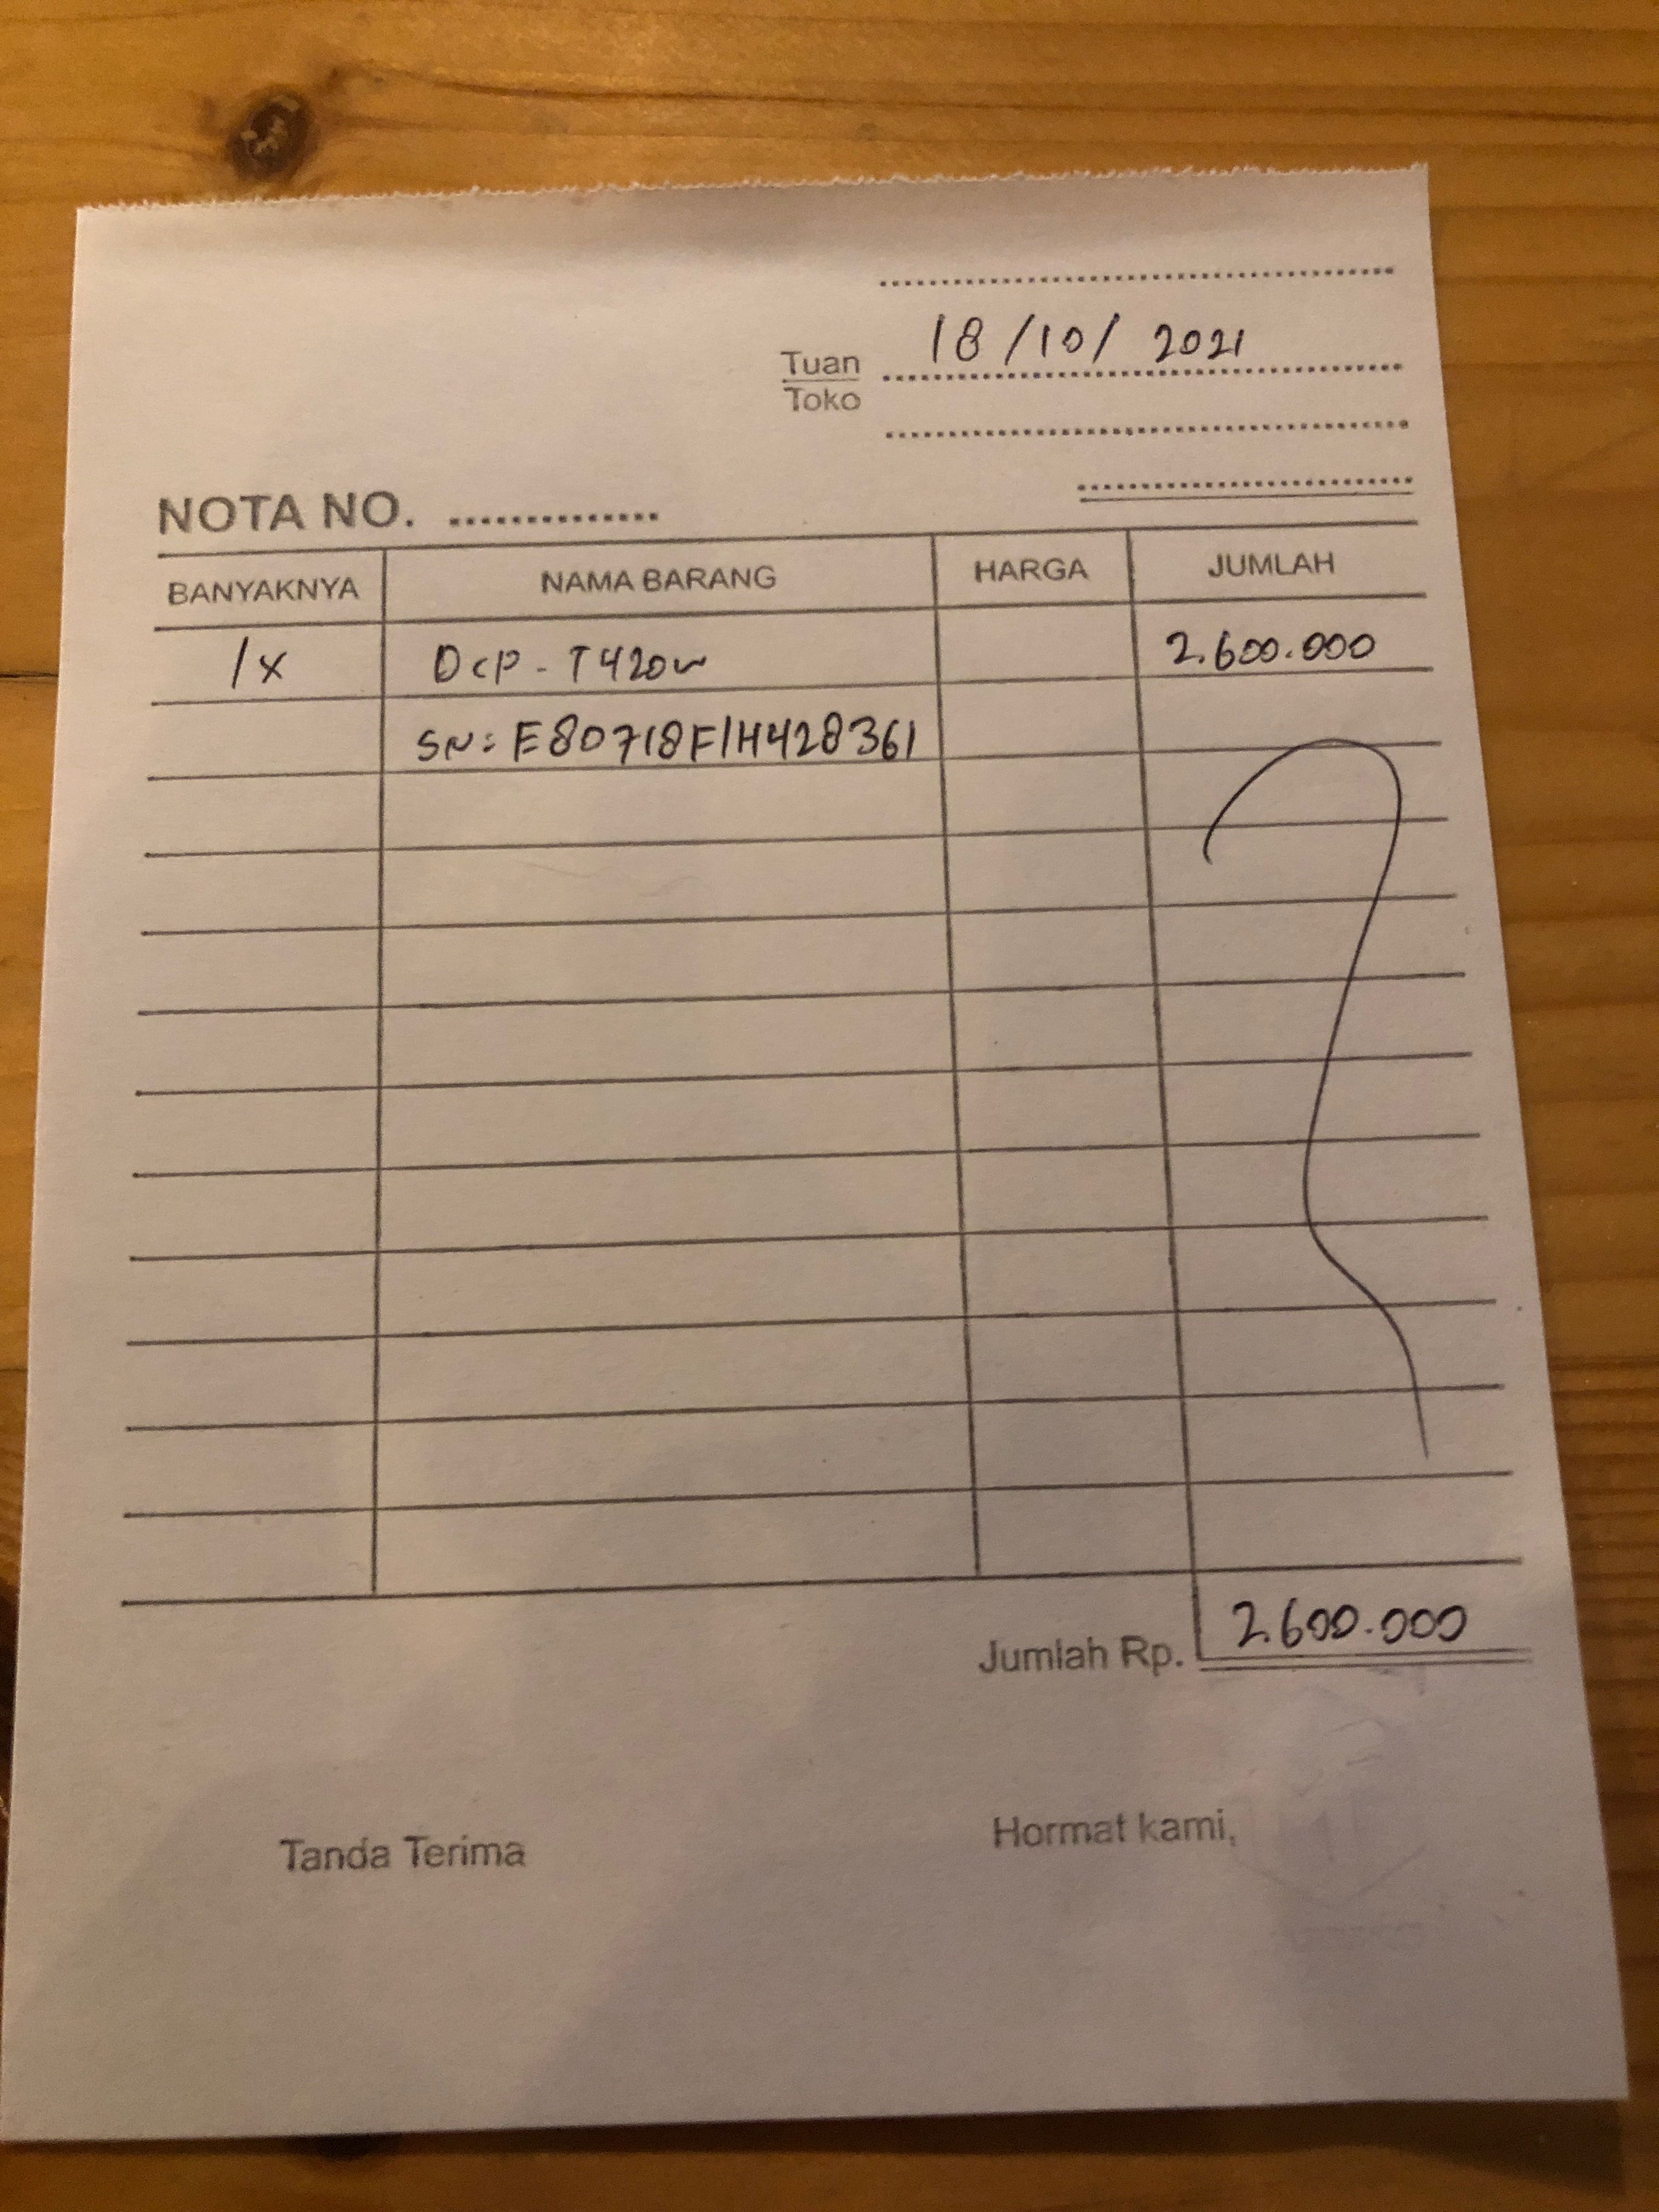 18/10/2021
Tuan
Toko
NOTA NO. ...............
BANYAKNYA NAMA BARANG HARGA JUMLAH
1x DCP - T420W 2.600.000
SN: E80718F1H428361
Jumlah Rp. 2.600.000
Tanda Terima Hormat kami,